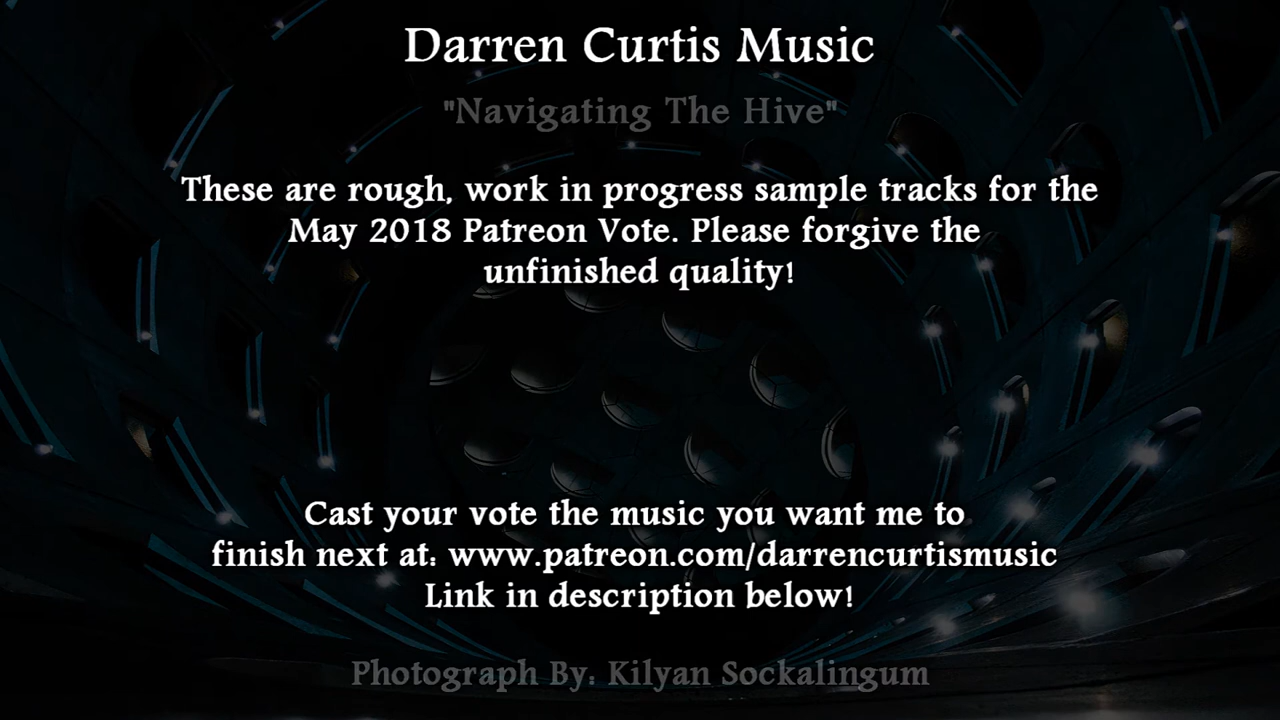 Darren Curtis Music
"Navigating The Hive"
These are rough, work in progress sample tracks for the
May 2018 Patreon Vote. Please forgive the
unfinished quality!
Cast your vote the music you want me to
finish next at: www.patreon.com/darrencurtismusic
Link in description below!
Photograph By: Kilyan Sockalingum